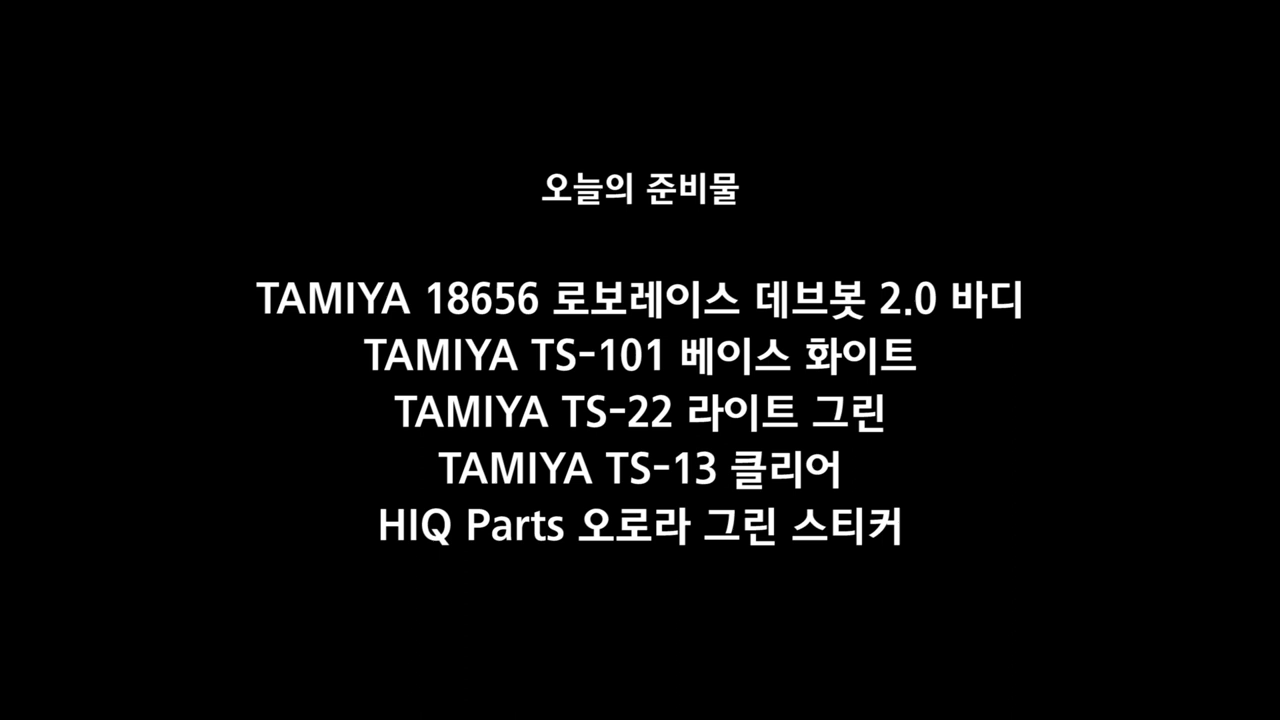 오늘의 준비물
TAMIYA 18656 로보레이스 데브봇 2.0 바디
TAMIYA TS-101 베이스 화이트
TAMIYA TS-22 라이트 그린
TAMIYA TS-13 클리어
HIQ Parts 오로라 그린 스티커